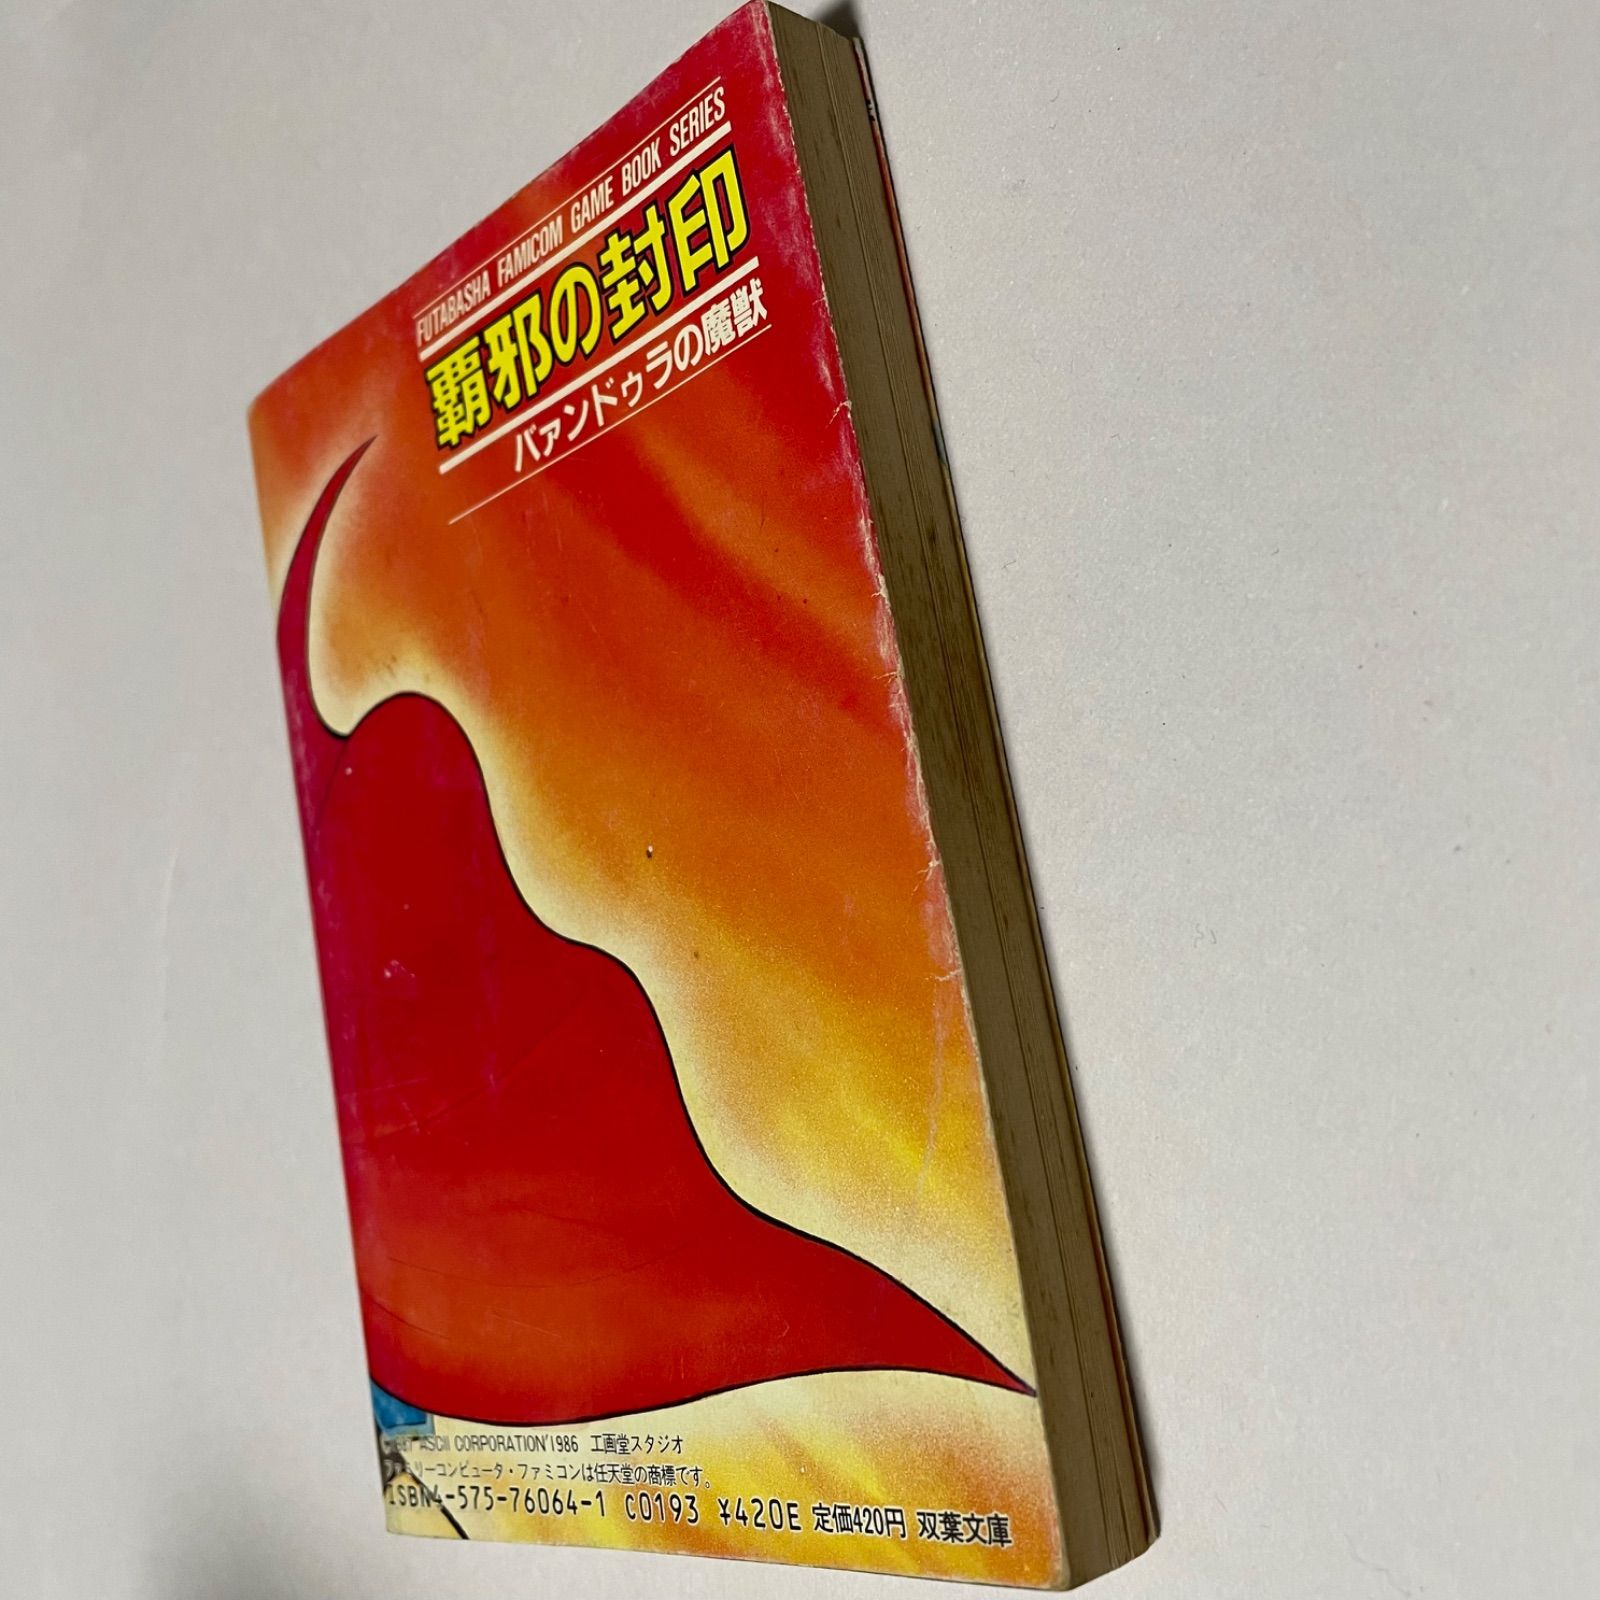 FUTABASHA FAMICOM GAME BOOK SERIES
覇邪の封印
バァンドゥラの魔獣
ASCII CORPORATION'1986 工画堂スタジオ
ファミリーコンピュータ・ファミコンは任天堂の商標です。
ISBN4-575-76064-1 C0193 ¥420E 定価420円 双葉文庫